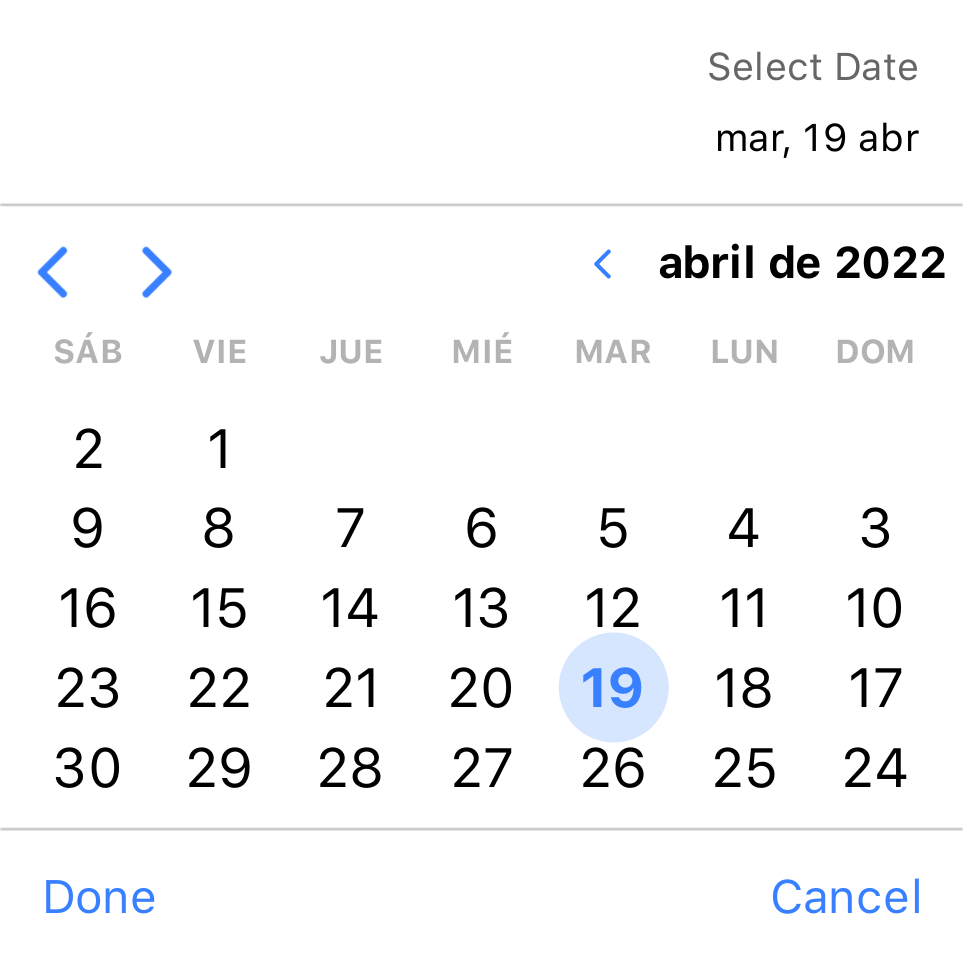 Select Date
mar, 19 abr
abril de 2022
SÁB VIE JUE MIÉ MAR LUN DOM
2 1
9 8 7 6 5 4 3
16 15 14 13 12 11 10
23 22 21 20 19 18 17
30 29 28 27 26 25 24
Done Cancel